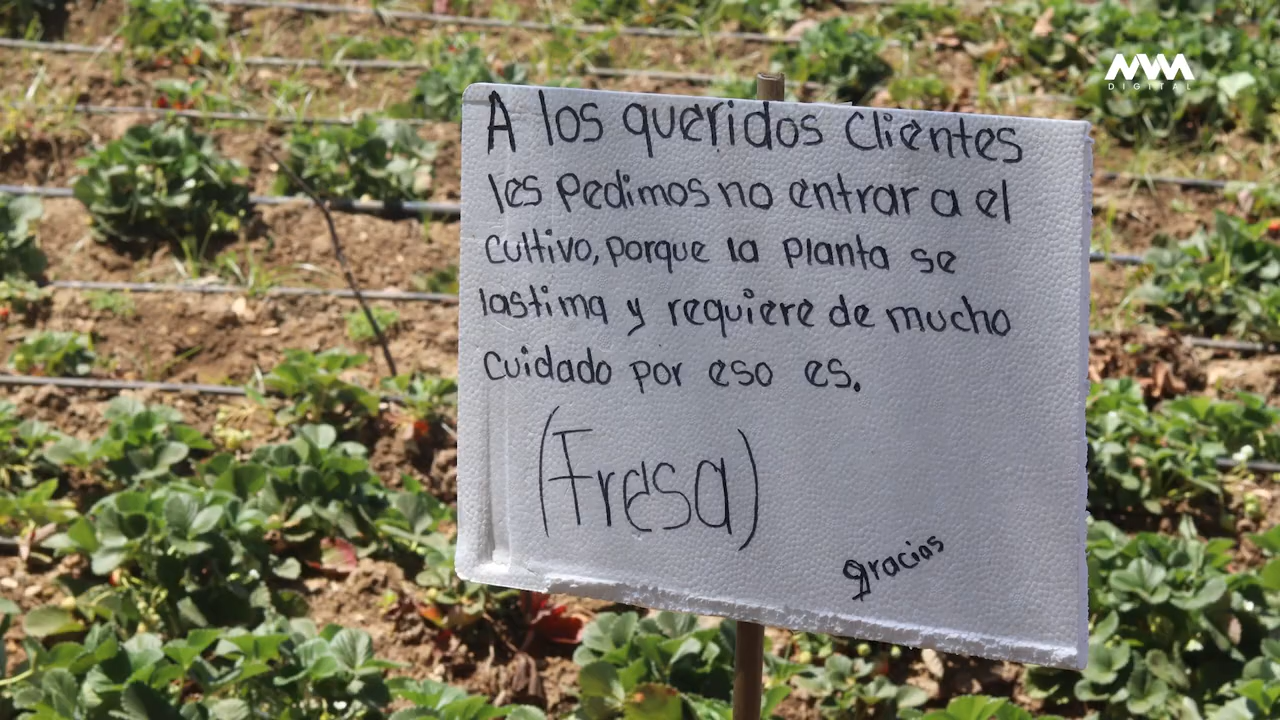 A los queridos clientes
les pedimos no entrar a el
cultivo, porque la planta se
lastima y requiere de mucho
cuidado por eso es.
(Fresa)
gracias
DIGITAL